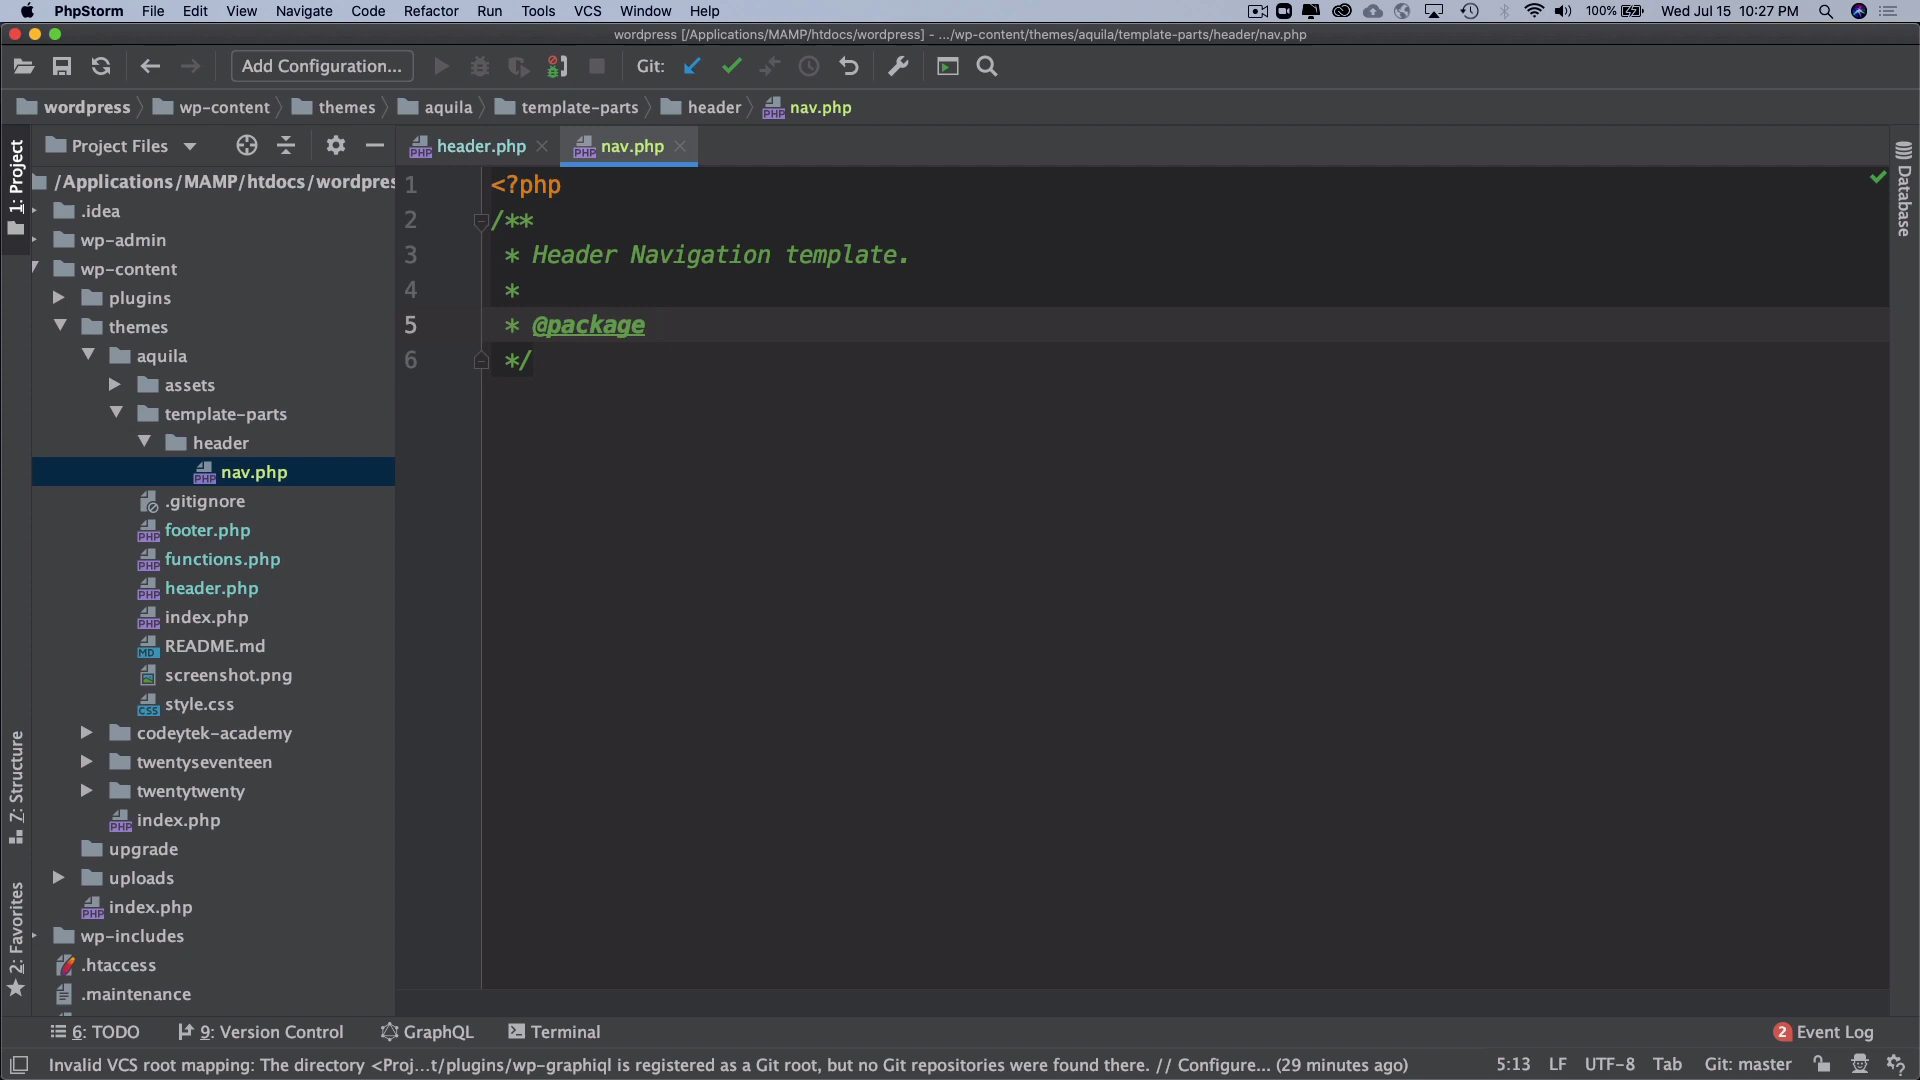 PhpStorm File Edit View Navigate Code Refactor Run Tools VCS Window Help 100% Wed Jul 15 10:27 PM
wordpress [/Applications/MAMP/htdocs/wordpress] - .../wp-content/themes/aquila/template-parts/header/nav.php
Add Configuration... Git:
wordpress wp-content themes aquila template-parts header nav.php
1: Project
Project Files
header.php
nav.php
Database
/Applications/MAMP/htdocs/wordpres
.idea
wp-admin
wp-content
plugins
themes
aquila
assets
template-parts
header
nav.php
.gitignore
footer.php
functions.php
header.php
index.php
README.md
screenshot.png
style.css
codeytek-academy
twentyseventeen
twentytwenty
index.php
upgrade
uploads
index.php
wp-includes
.htaccess
.maintenance
1 <?php
2 /**
3 * Header Navigation template.
4 *
5 * @package
6 */
Z: Structure
2: Favorites
6: TODO 9: Version Control GraphQL Terminal 2 Event Log
Invalid VCS root mapping: The directory <Proj...t/plugins/wp-graphiql is registered as a Git root, but no Git repositories were found there. // Configure... (29 minutes ago) 5:13 LF UTF-8 Tab Git: master